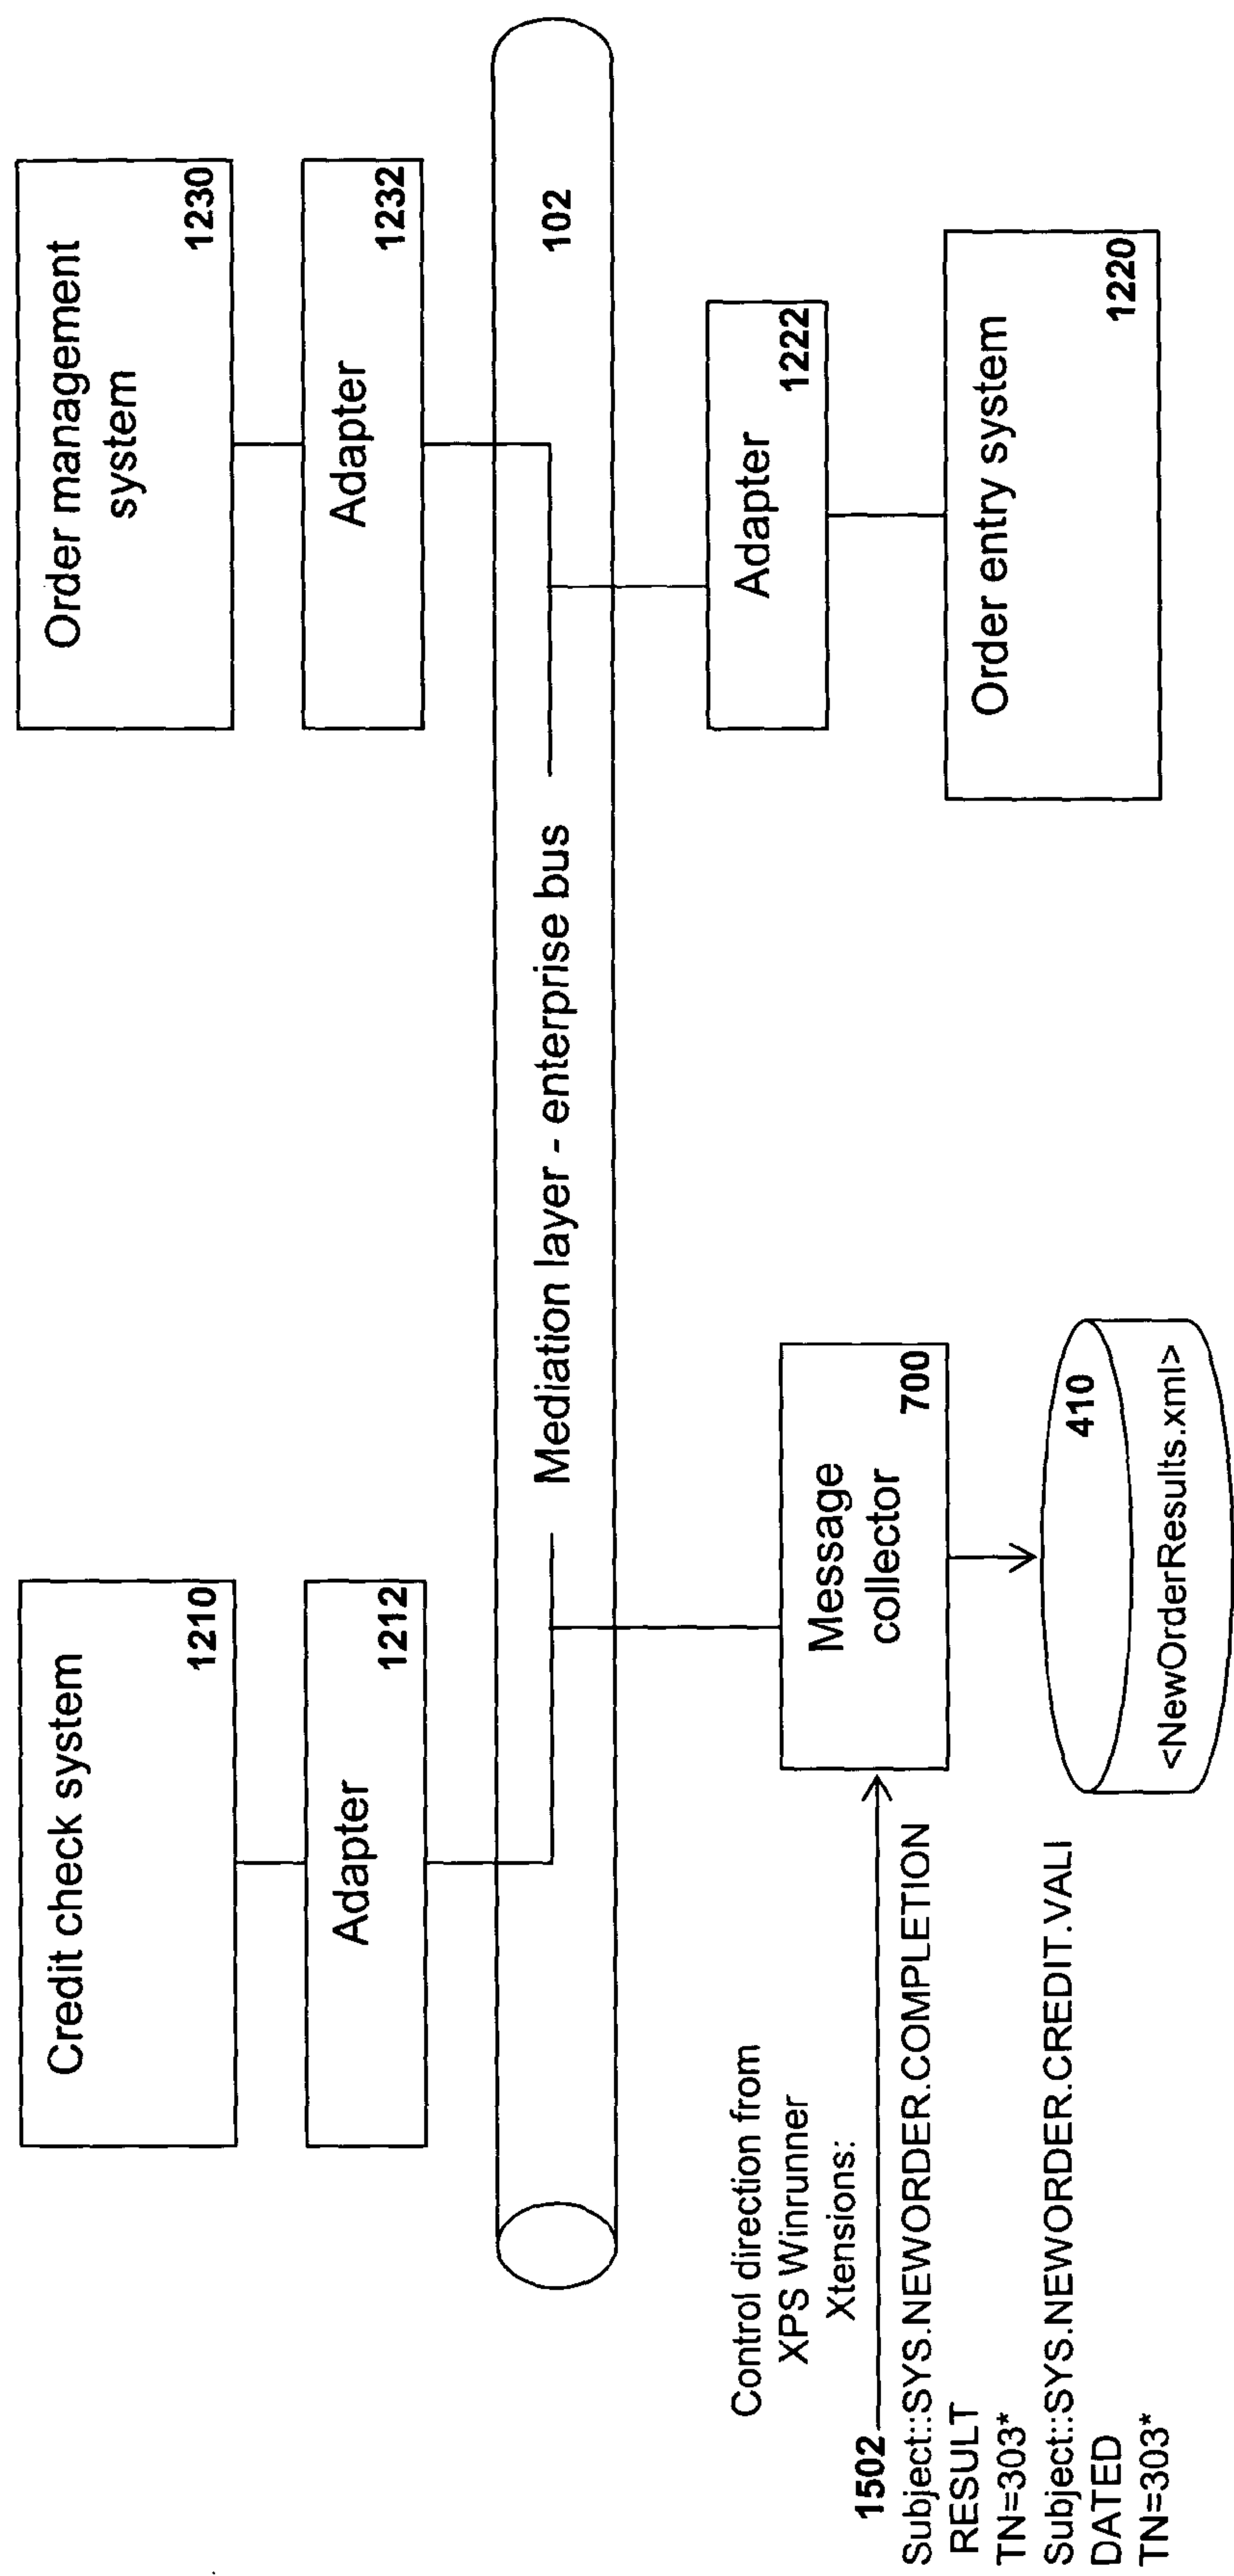 Credit check system
1210
Adapter
1212
Order management
system
1230
Adapter
1232
Mediation layer - enterprise bus
102
Control direction from
XPS Winrunner
Xtensions:
1502
Subject::SYS.NEWORDER.COMPLETION
RESULT
TN=303*
Subject::SYS.NEWORDER.CREDIT.VALI
DATED
TN=303*
Message
collector
700
410
<NewOrderResults.xml>
Adapter
1222
Order entry system
1220